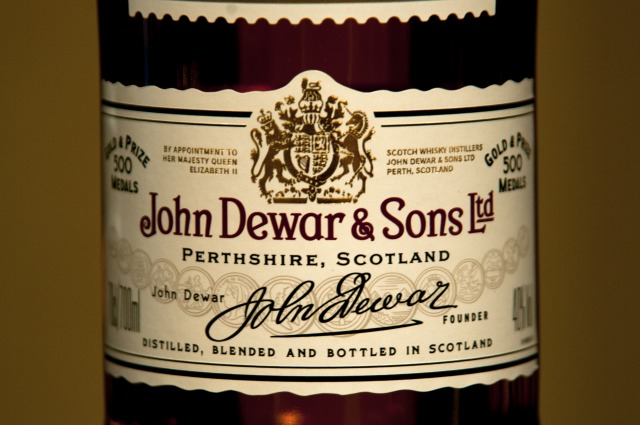 GOLD & PRIZE
500
MEDALS
BY APPOINTMENT TO
HER MAJESTY QUEEN
ELIZABETH II
SCOTCH WHISKY DISTILLERS
JOHN DEWAR & SONS LTD
PERTH, SCOTLAND
GOLD & PRIZE
500
MEDALS
John Dewar & Sons Ltd
PERTHSHIRE, SCOTLAND
John Dewar
John Dewar
FOUNDER
700ml
DISTILLED, BLENDED AND BOTTLED IN SCOTLAND